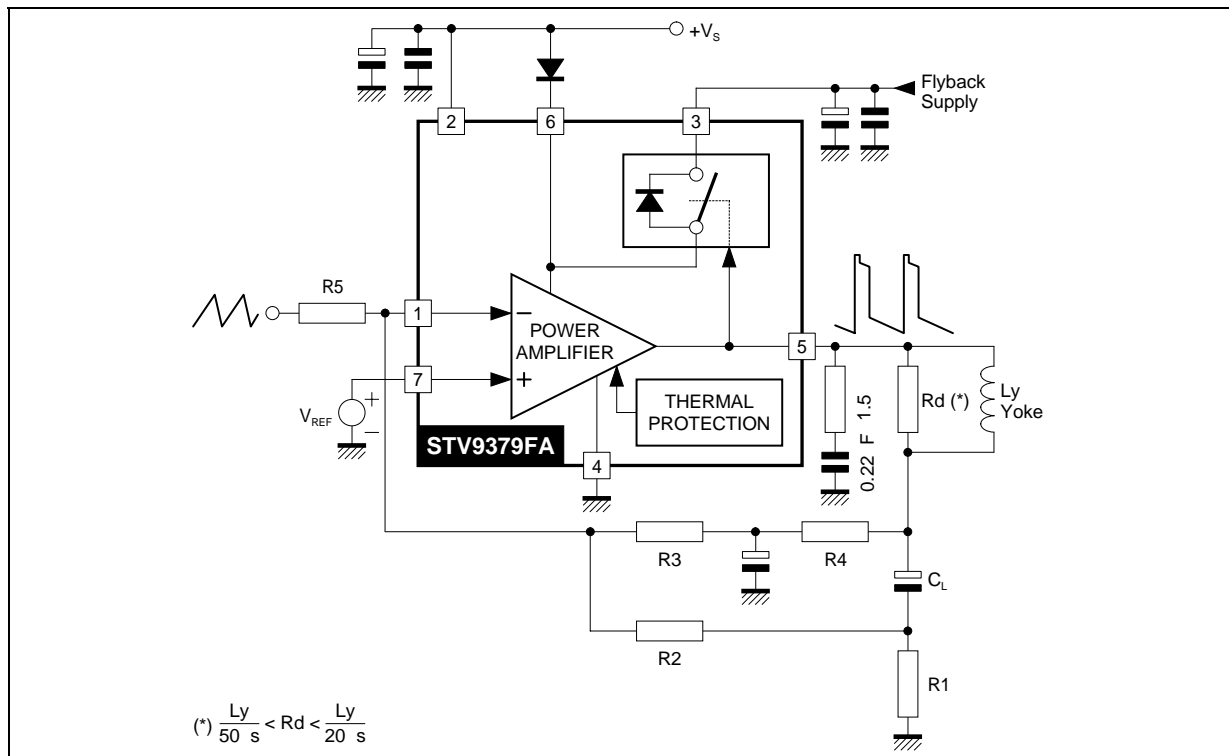 +VS
Flyback
Supply
2
6
3
R5
1
−
POWER
AMPLIFIER
5
7
+
VREF
+
−
THERMAL
PROTECTION
STV9379FA
4
0.22 F 1.5
Rd (*)
Ly
Yoke
R3
R4
CL
R2
R1
(*) Ly/50 s < Rd < Ly/20 s